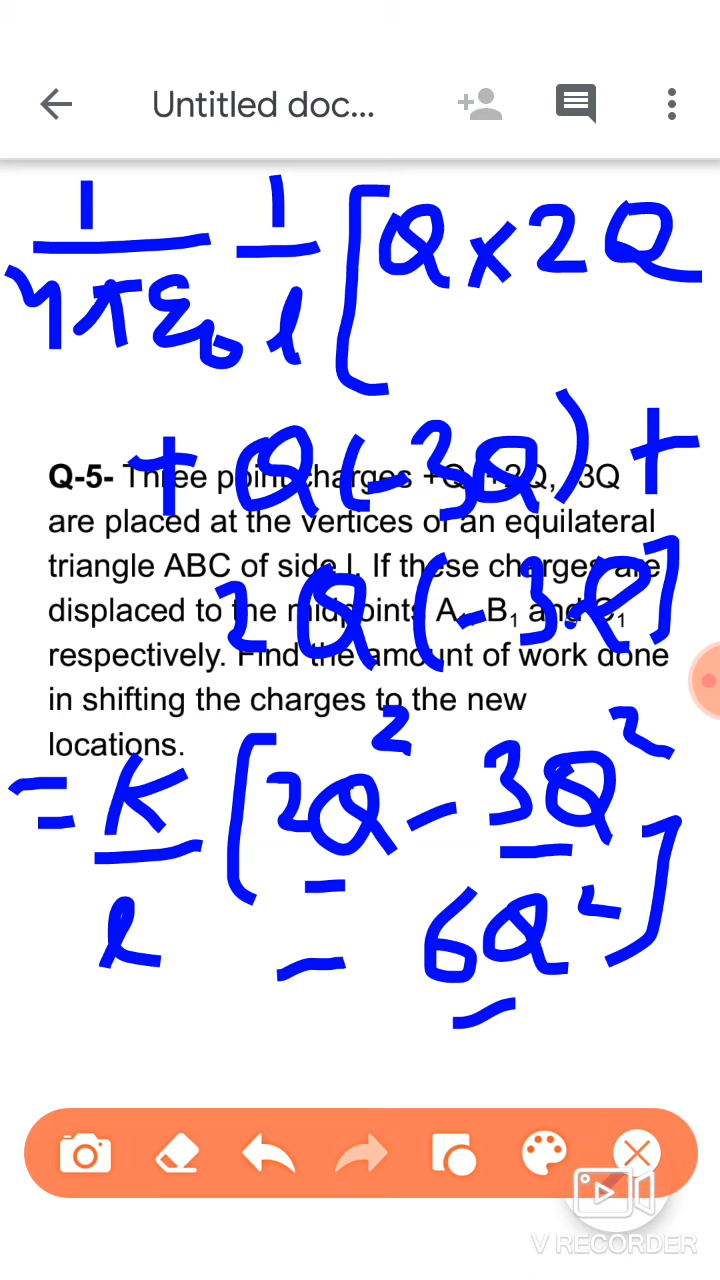 Untitled doc...
1/4πε₀ 1/l [Q×2Q
+ Q(-3Q) +
Q-5- Three point charges +Q, +2Q, -3Q
are placed at the vertices of an equilateral
triangle ABC of side l. If these charges are
2Q(-3Q]
displaced to the midpoints A₁, B₁ and C₁
respectively. Find the amount of work done
in shifting the charges to the new
locations.
= K/l [2Q² - 3Q²
- 6Q²]
V RECORDER